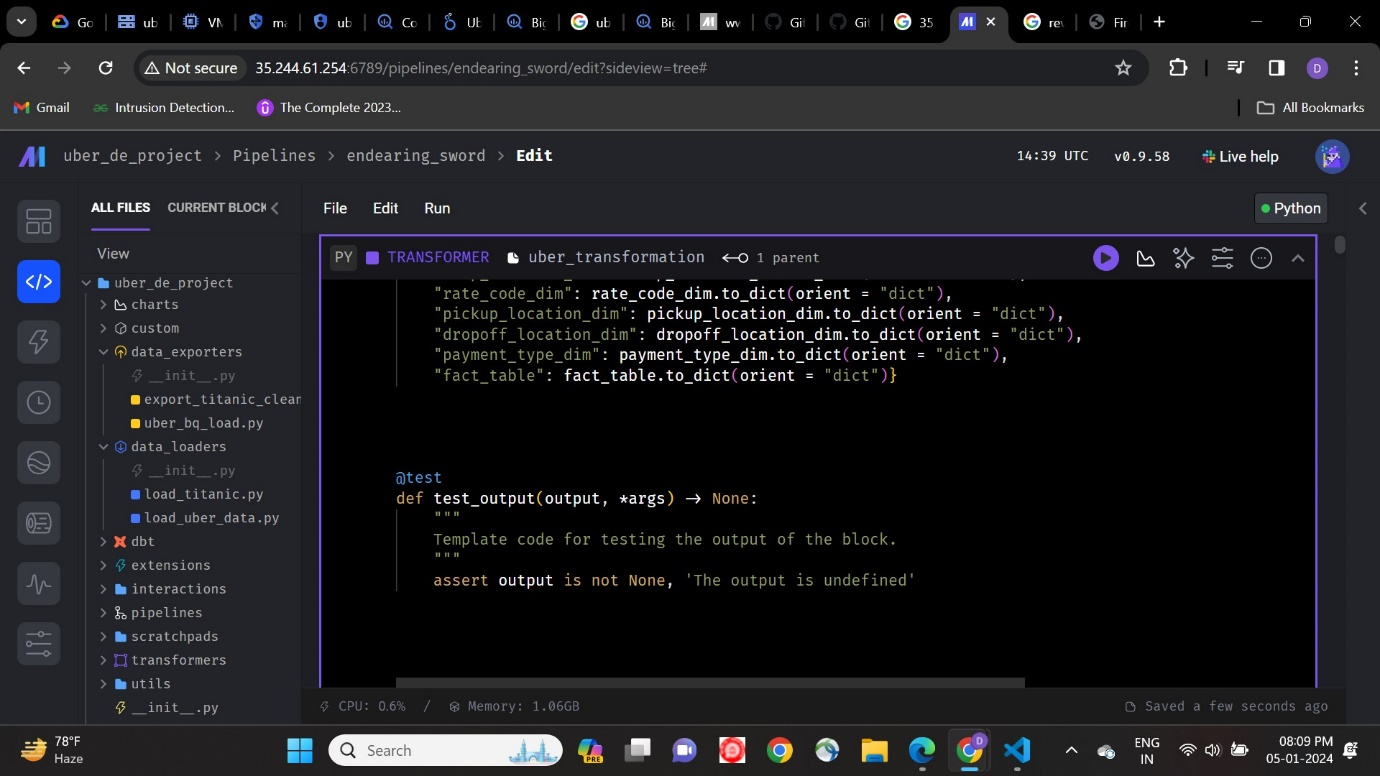 Go
ub
VM
ma
ub
Co
Ub
Big
ub
Big
wv
Git
Git
35
rev
Fir
Not secure
35.244.61.254:6789/pipelines/endearing_sword/edit?sideview=tree#
D
Gmail
Intrusion Detection...
The Complete 2023...
All Bookmarks
uber_de_project > Pipelines > endearing_sword > Edit
14:39 UTC
v0.9.58
Live help
ALL FILES
CURRENT BLOCK
File
Edit
Run
Python
View
PY
TRANSFORMER
uber_transformation
1 parent
uber_de_project
charts
custom
data_exporters
__init__.py
export_titanic_clean
uber_bq_load.py
data_loaders
__init__.py
load_titanic.py
load_uber_data.py
dbt
extensions
interactions
pipelines
scratchpads
transformers
utils
__init__.py
"rate_code_dim": rate_code_dim.to_dict(orient = "dict"),
"pickup_location_dim": pickup_location_dim.to_dict(orient = "dict"),
"dropoff_location_dim": dropoff_location_dim.to_dict(orient = "dict"),
"payment_type_dim": payment_type_dim.to_dict(orient = "dict"),
"fact_table": fact_table.to_dict(orient = "dict")}
@test
def test_output(output, *args) → None:
"""
Template code for testing the output of the block.
"""
assert output is not None, 'The output is undefined'
CPU: 0.6% / Memory: 1.06GB
Saved a few seconds ago
78°F
Haze
Search
PRE
D
ENG
IN
08:09 PM
05-01-2024